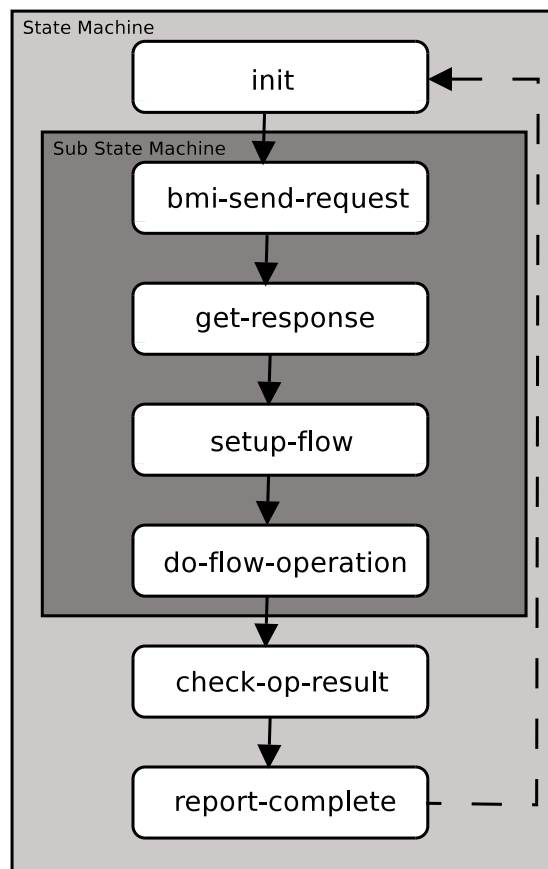 State Machine
init
Sub State Machine
bmi-send-request
get-response
setup-flow
do-flow-operation
check-op-result
report-complete